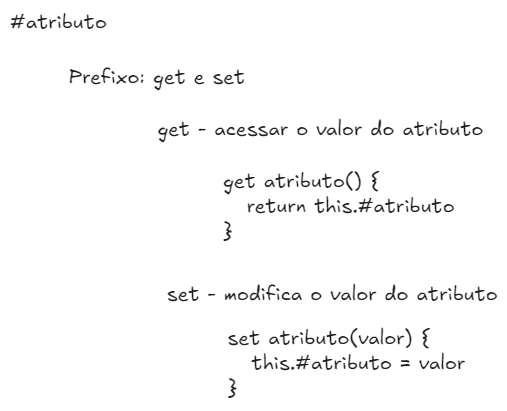 #atributo
Prefixo: get e set
get - acessar o valor do atributo
get atributo() {
return this.#atributo
}
set - modifica o valor do atributo
set atributo(valor) {
this.#atributo = valor
}